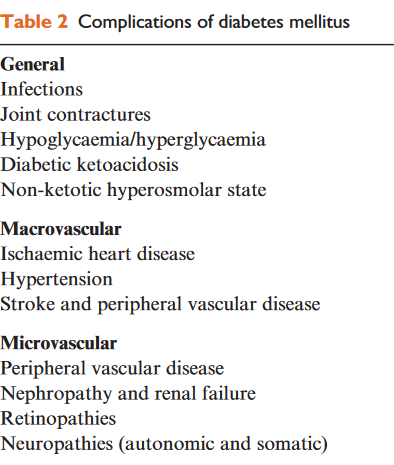 Table 2 Complications of diabetes mellitus
General
Infections
Joint contractures
Hypoglycaemia/hyperglycaemia
Diabetic ketoacidosis
Non-ketotic hyperosmolar state
Macrovascular
Ischaemic heart disease
Hypertension
Stroke and peripheral vascular disease
Microvascular
Peripheral vascular disease
Nephropathy and renal failure
Retinopathies
Neuropathies (autonomic and somatic)